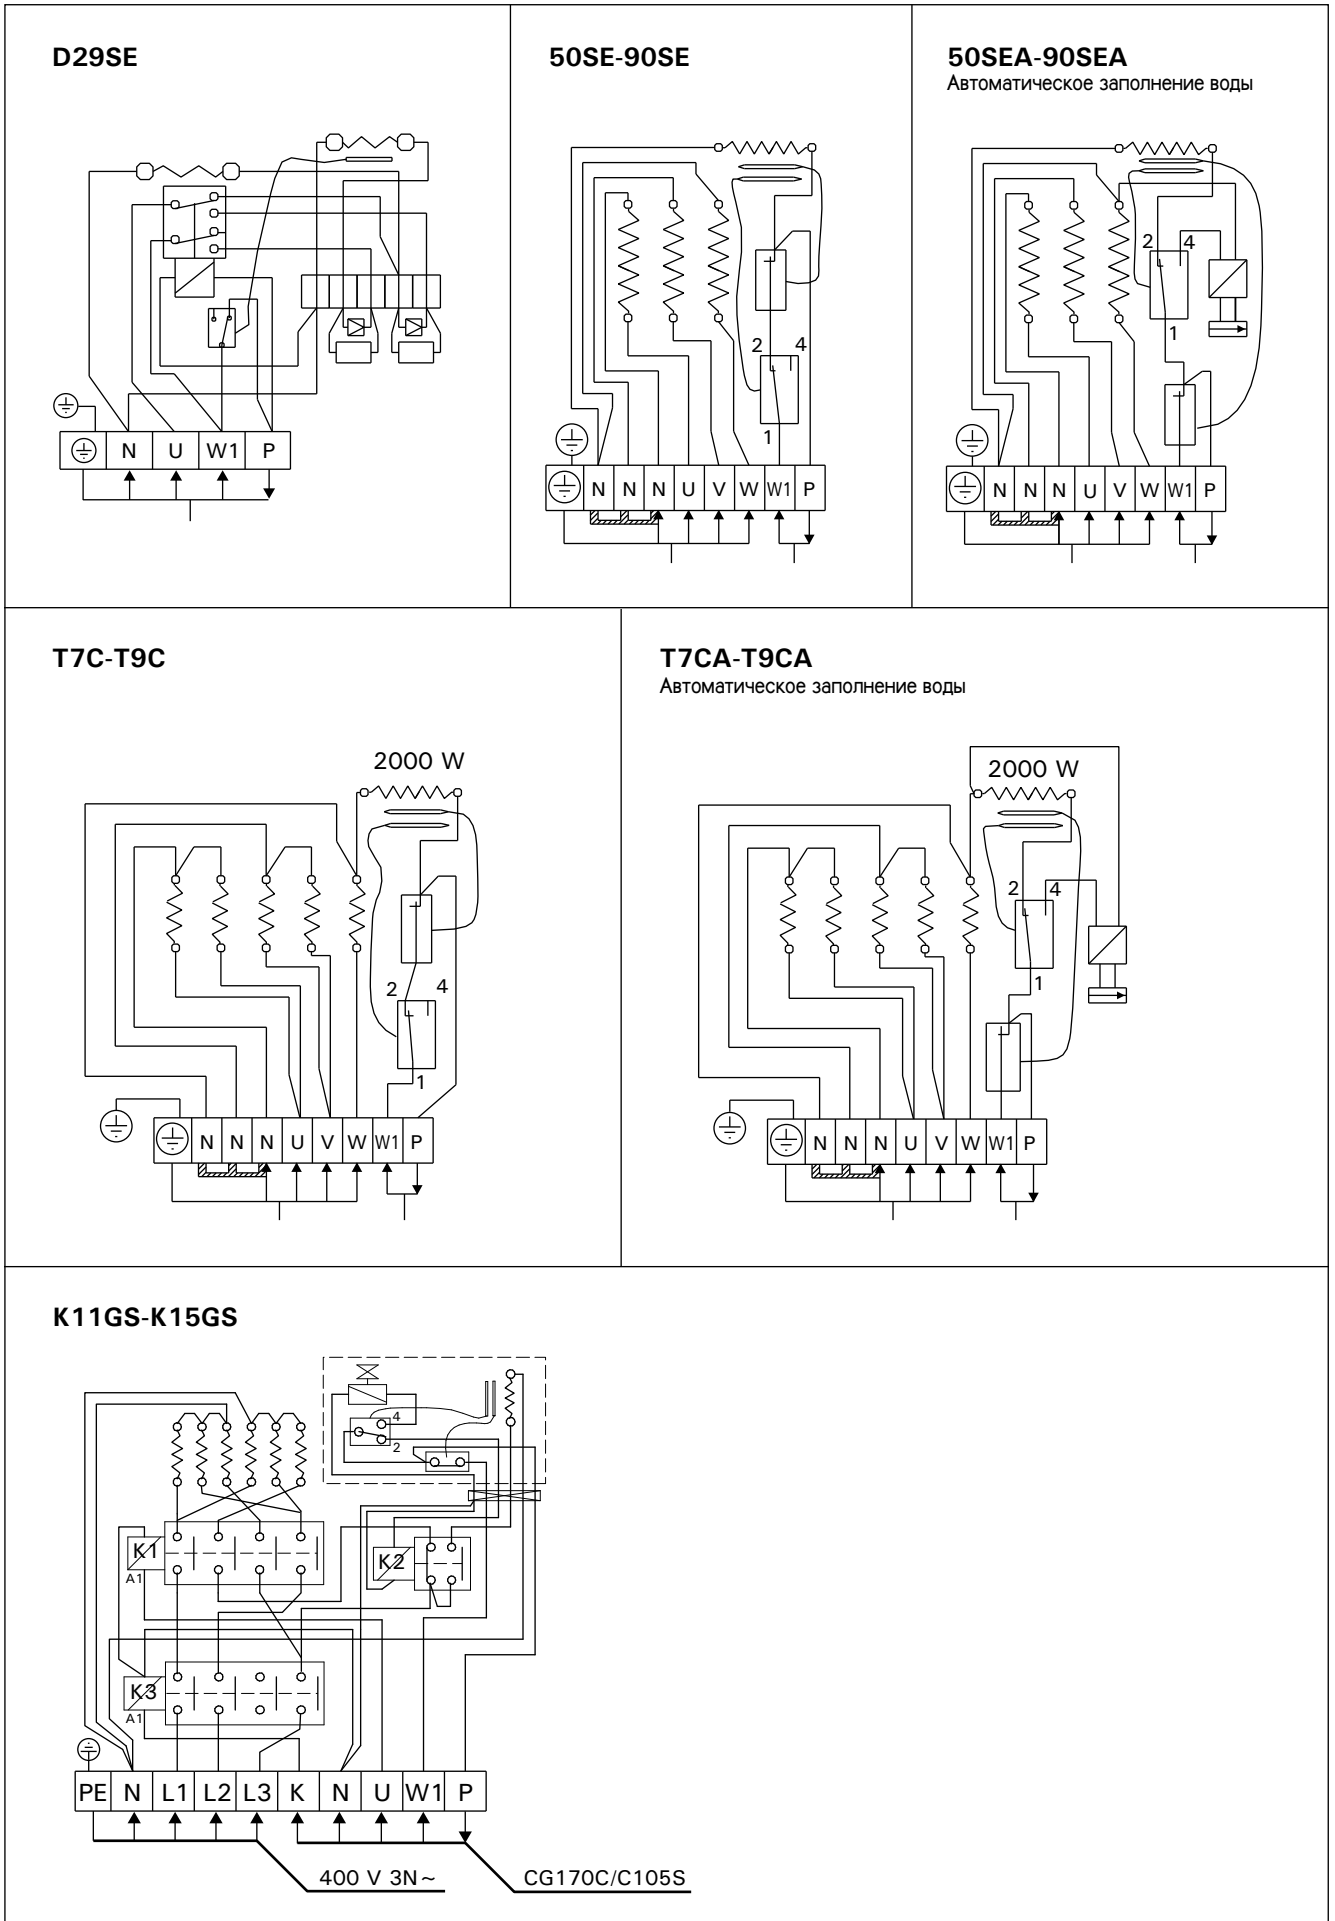 D29SE
N U W1 P
50SE-90SE
2 4
1
N N N U V W W1 P
50SEA-90SEA
Автоматическое заполнение воды
2 4
1
N N N U V W W1 P
T7C-T9C
2000 W
2 4
1
N N N U V W W1 P
T7CA-T9CA
Автоматическое заполнение воды
2000 W
2 4
1
N N N U V W W1 P
K11GS-K15GS
4
2
K1
A1
K2
K3
A1
PE N L1 L2 L3 K N U W1 P
400 V 3N~
CG170C/C105S